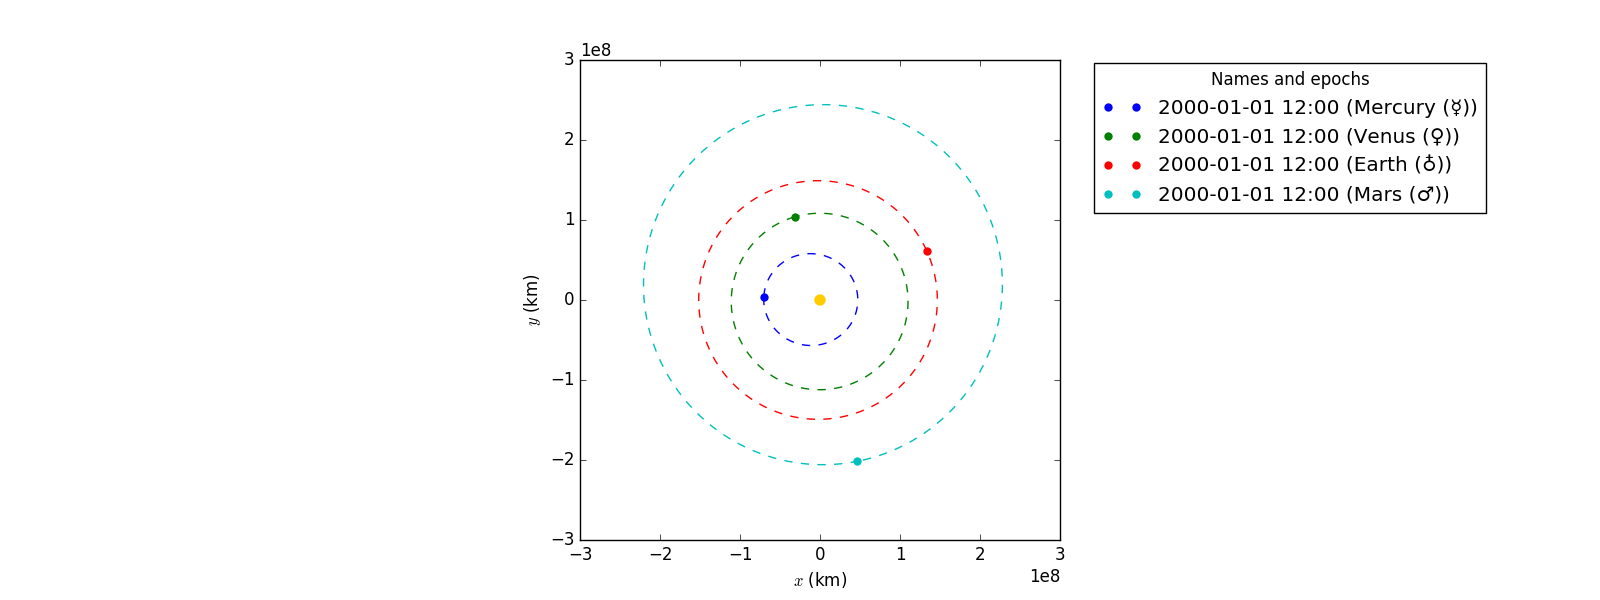 1e8
3
2
1
0
−1
−2
−3
y (km)
−3
−2
−1
0
1
2
3
x (km)
1e8
Names and epochs
2000-01-01 12:00 (Mercury (☿))
2000-01-01 12:00 (Venus (♀))
2000-01-01 12:00 (Earth (♁))
2000-01-01 12:00 (Mars (♂))